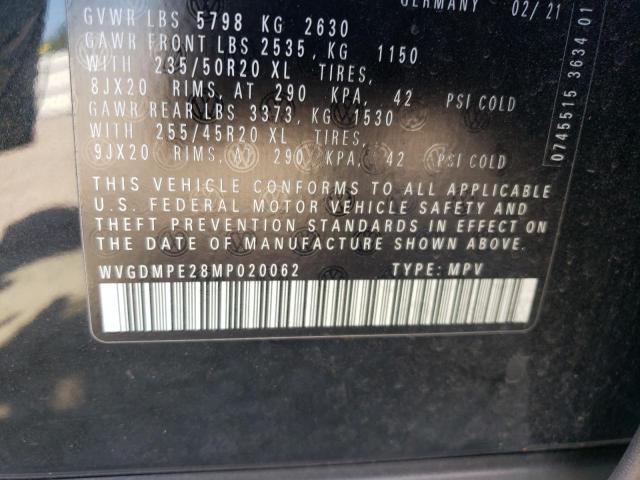 GERMANY 02/21
GVWR LBS 5798 KG 2630
GAWR FRONT LBS 2535, KG 1150
WITH 235/50R20 XL TIRES,
8JX20 RIMS, AT 290 KPA, 42 PSI COLD
GAWR REAR LBS 3373, KG 1530
WITH 255/45R20 XL TIRES,
9JX20 RIMS, AT 290 KPA, 42 PSI COLD
THIS VEHICLE CONFORMS TO ALL APPLICABLE
U.S. FEDERAL MOTOR VEHICLE SAFETY AND
THEFT PREVENTION STANDARDS IN EFFECT ON
THE DATE OF MANUFACTURE SHOWN ABOVE.
WVGDMPE28MP020062 TYPE: MPV
0745515 3634 01